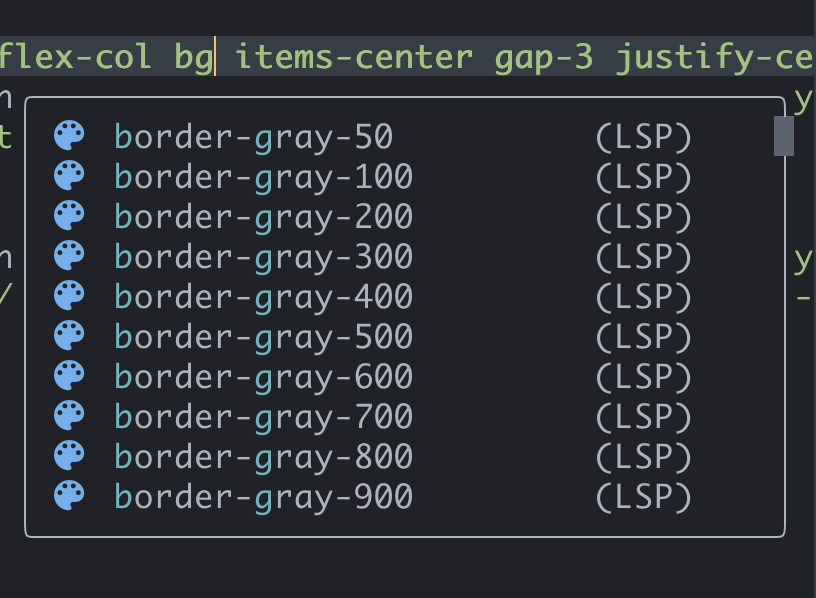 flex-col bg items-center gap-3 justify-ce
n y
border-gray-50 (LSP)
t
border-gray-100 (LSP)
border-gray-200 (LSP)
border-gray-300 (LSP)
n y
border-gray-400 (LSP)
/ -
border-gray-500 (LSP)
border-gray-600 (LSP)
border-gray-700 (LSP)
border-gray-800 (LSP)
border-gray-900 (LSP)